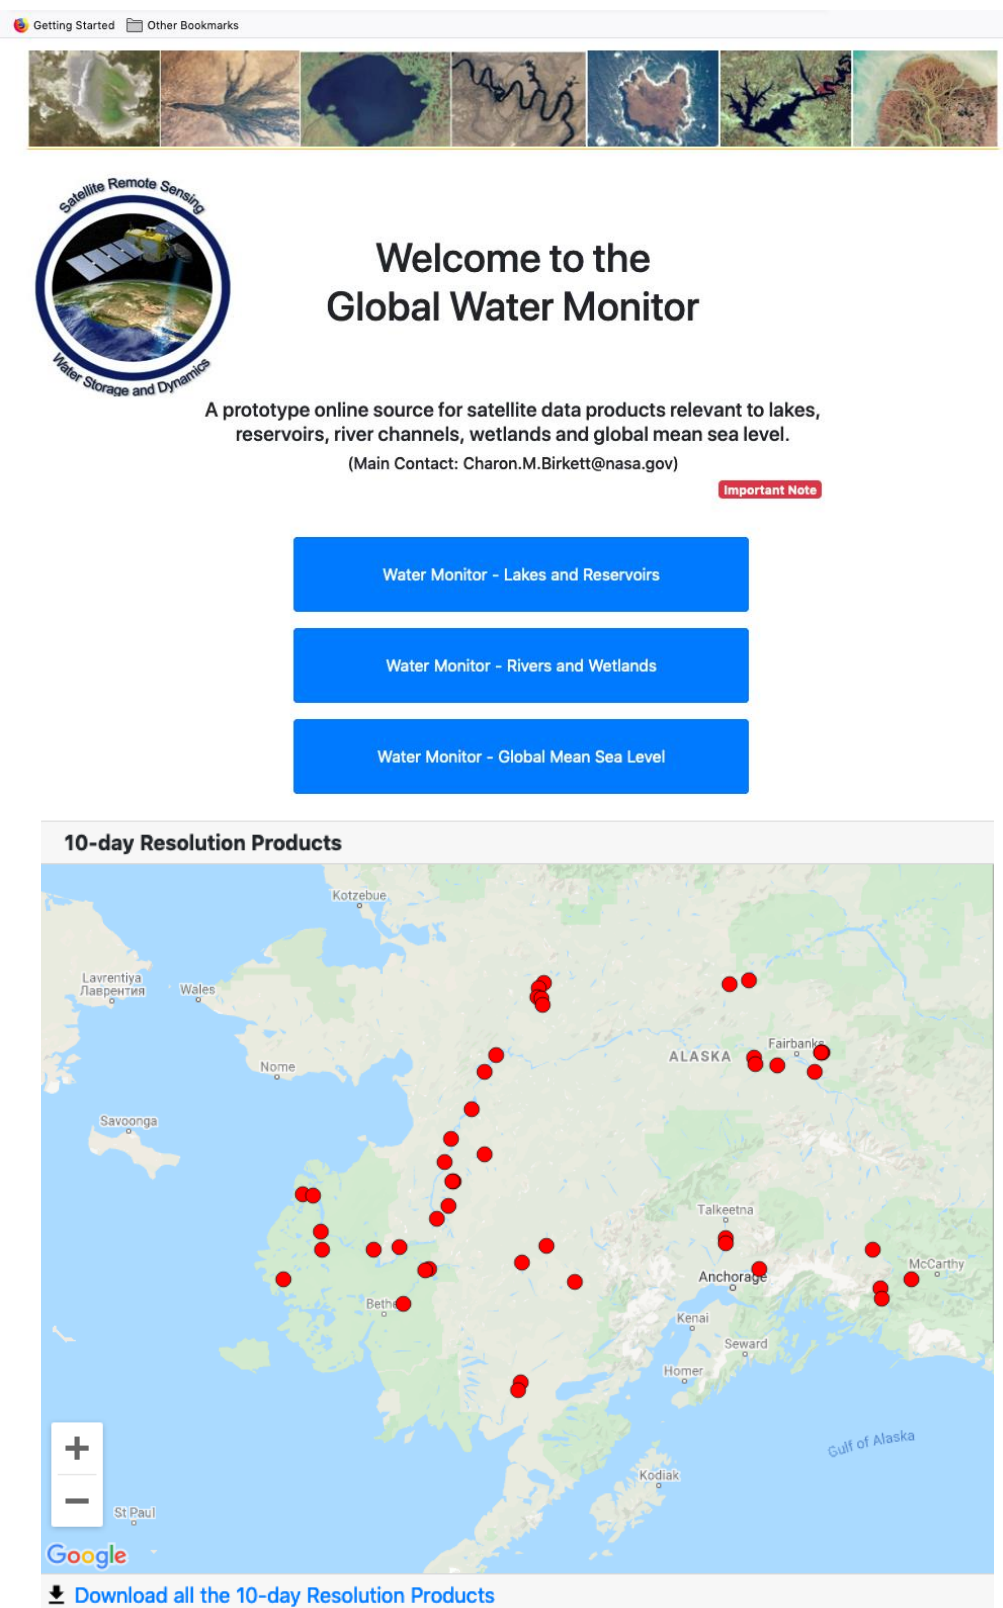 Getting Started
Other Bookmarks
Satellite Remote Sensing
Water Storage and Dynamics
Welcome to the
Global Water Monitor
A prototype online source for satellite data products relevant to lakes,
reservoirs, river channels, wetlands and global mean sea level.
(Main Contact: Charon.M.Birkett@nasa.gov)
Important Note
Water Monitor - Lakes and Reservoirs
Water Monitor - Rivers and Wetlands
Water Monitor - Global Mean Sea Level
10-day Resolution Products
Kotzebue
Lavrentiya
Лаврентия
Wales
Fairbanks
ALASKA
Nome
Savoonga
Talkeetna
McCarthy
Anchorage
Bethe
Kenai
Seward
Homer
Gulf of Alaska
Kodiak
+
−
St Paul
Google
Download all the 10-day Resolution Products